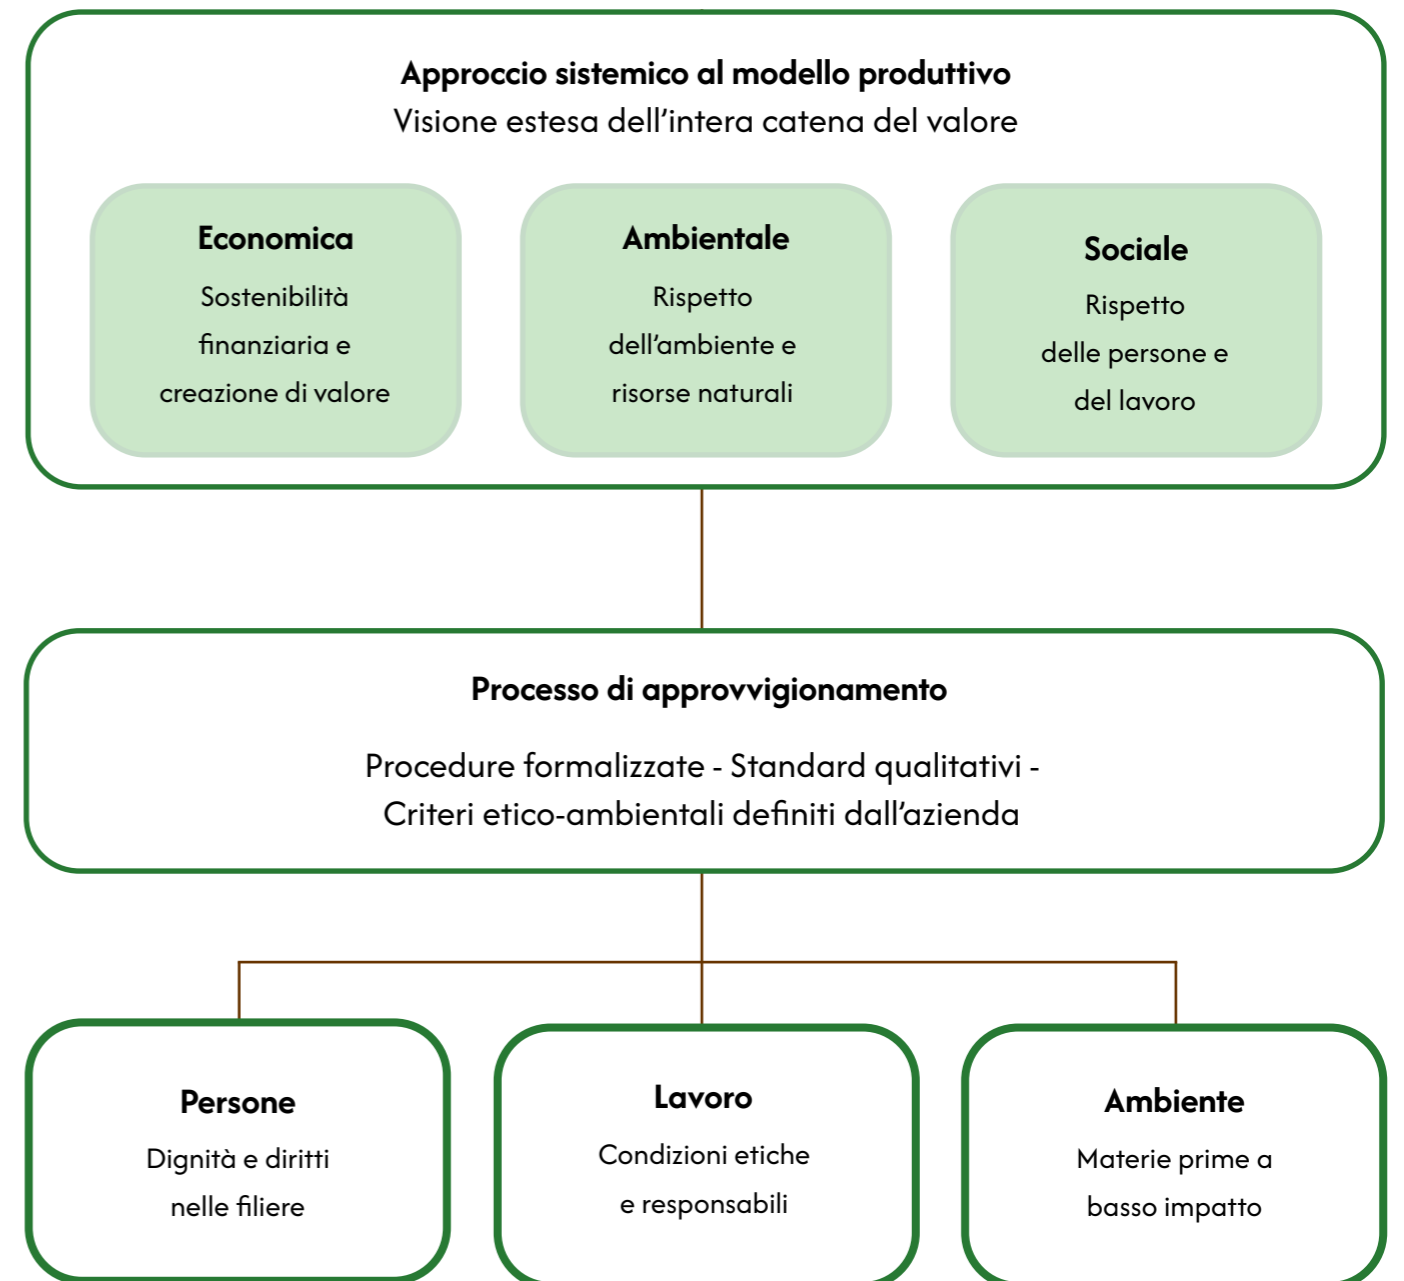 Approccio sistemico al modello produttivo
Visione estesa dell’intera catena del valore
Economica
Sostenibilità
finanziaria e
creazione di valore
Ambientale
Rispetto
dell’ambiente e
risorse naturali
Sociale
Rispetto
delle persone e
del lavoro
Processo di approvvigionamento
Procedure formalizzate - Standard qualitativi -
Criteri etico-ambientali definiti dall’azienda
Persone
Dignità e diritti
nelle filiere
Lavoro
Condizioni etiche
e responsabili
Ambiente
Materie prime a
basso impatto